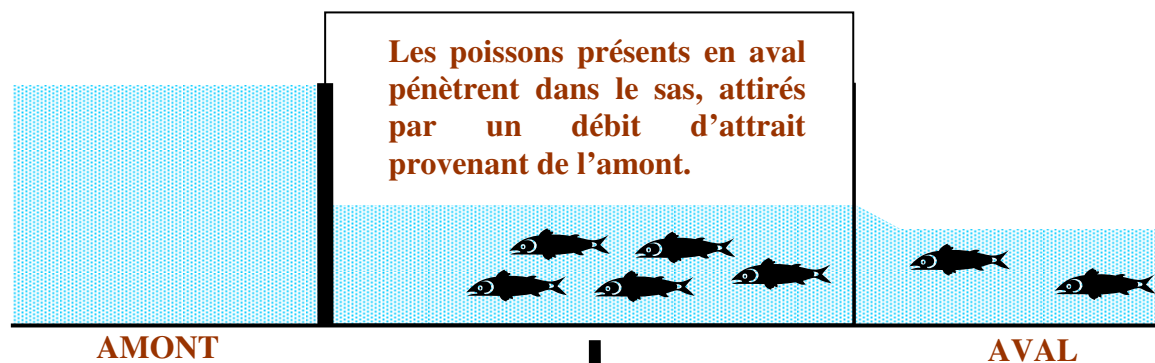 Les poissons présents en aval
pénètrent dans le sas, attirés
par un débit d'attrait
provenant de l'amont.
AMONT
AVAL